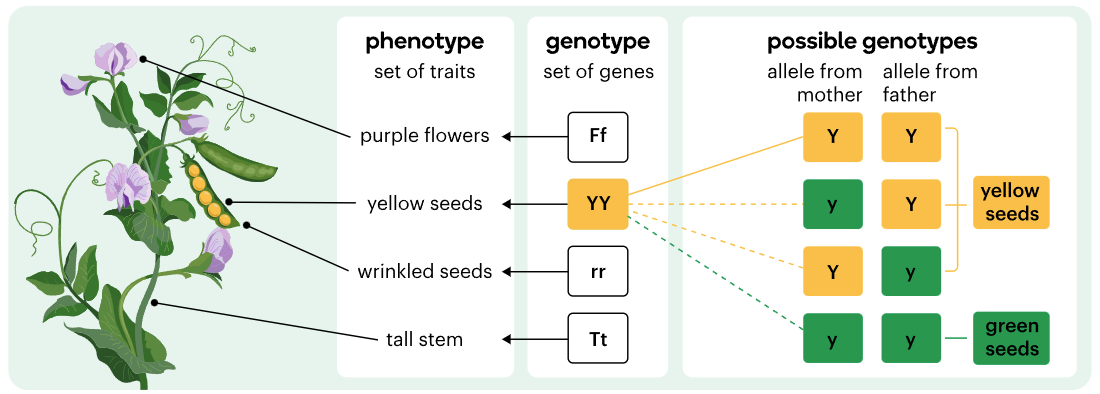 phenotype
set of traits
purple flowers
yellow seeds
wrinkled seeds
tall stem
genotype
set of genes
Ff
YY
rr
Tt
possible genotypes
allele from
mother
allele from
father
Y Y
y Y
Y y
y y
yellow
seeds
green
seeds